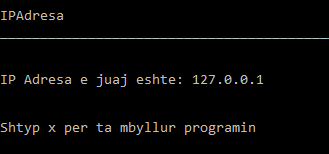 IPAdresa
IP Adresa e juaj eshte: 127.0.0.1
Shtyp x per ta mbyllur programin